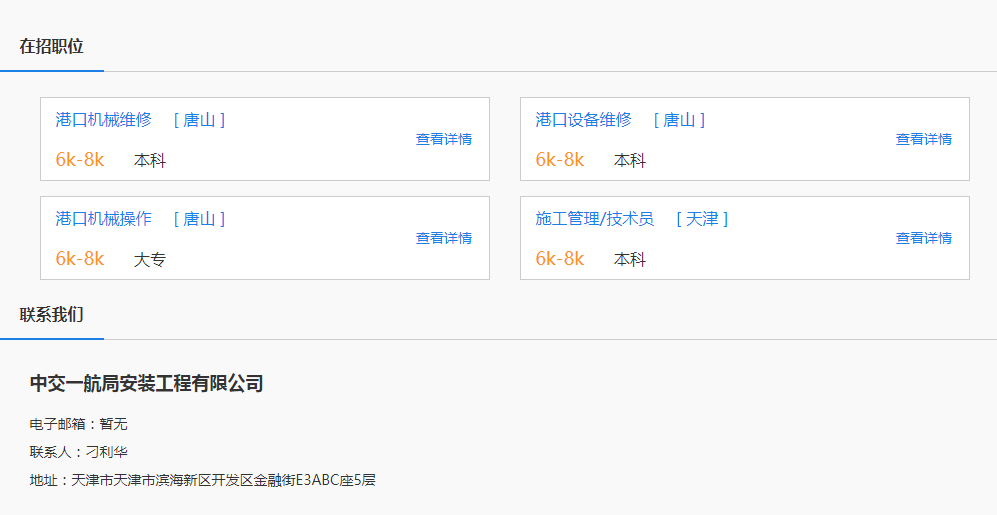 在招职位
港口机械维修 [ 唐山 ]
6k-8k 本科
查看详情
港口设备维修 [ 唐山 ]
6k-8k 本科
查看详情
港口机械操作 [ 唐山 ]
6k-8k 大专
查看详情
施工管理/技术员 [ 天津 ]
6k-8k 本科
查看详情
联系我们
中交一航局安装工程有限公司
电子邮箱：暂无
联系人：刁利华
地址：天津市天津市滨海新区开发区金融街E3ABC座5层